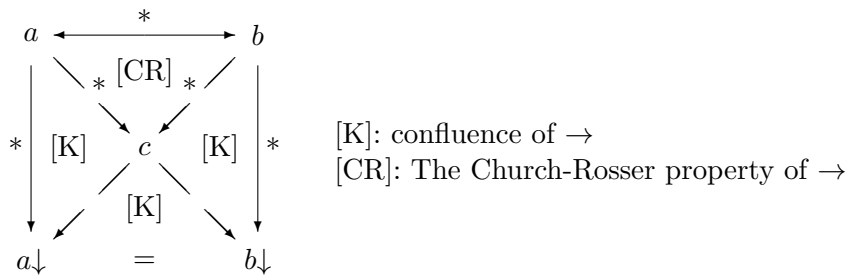 *
a b
[CR]
* *
* [K] c [K] *
[K]: confluence of →
[CR]: The Church-Rosser property of →
[K]
a↓ = b↓